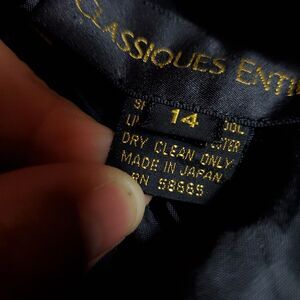 CLASSIQUES ENTI
14
DRY CLEAN ONLY
MADE IN JAPAN
RN 58665